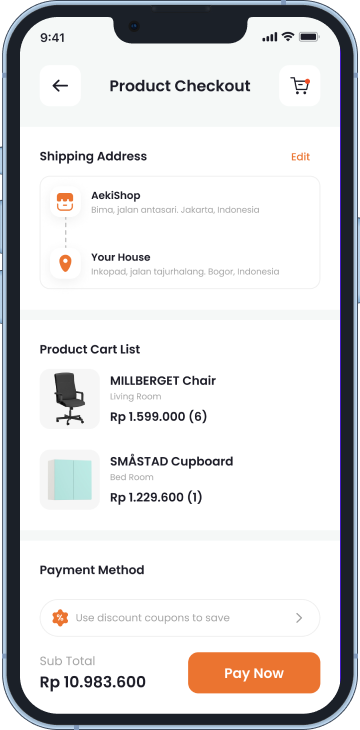 9:41
Product Checkout
Shipping Address
Edit
AekiShop
Bima, jalan antasari. Jakarta, Indonesia
Your House
Inkopad, jalan tajurhalang. Bogor, Indonesia
Product Cart List
MILLBERGET Chair
Living Room
Rp 1.599.000 (6)
SMÅSTAD Cupboard
Bed Room
Rp 1.229.600 (1)
Payment Method
% Use discount coupons to save
Sub Total
Rp 10.983.600
Pay Now